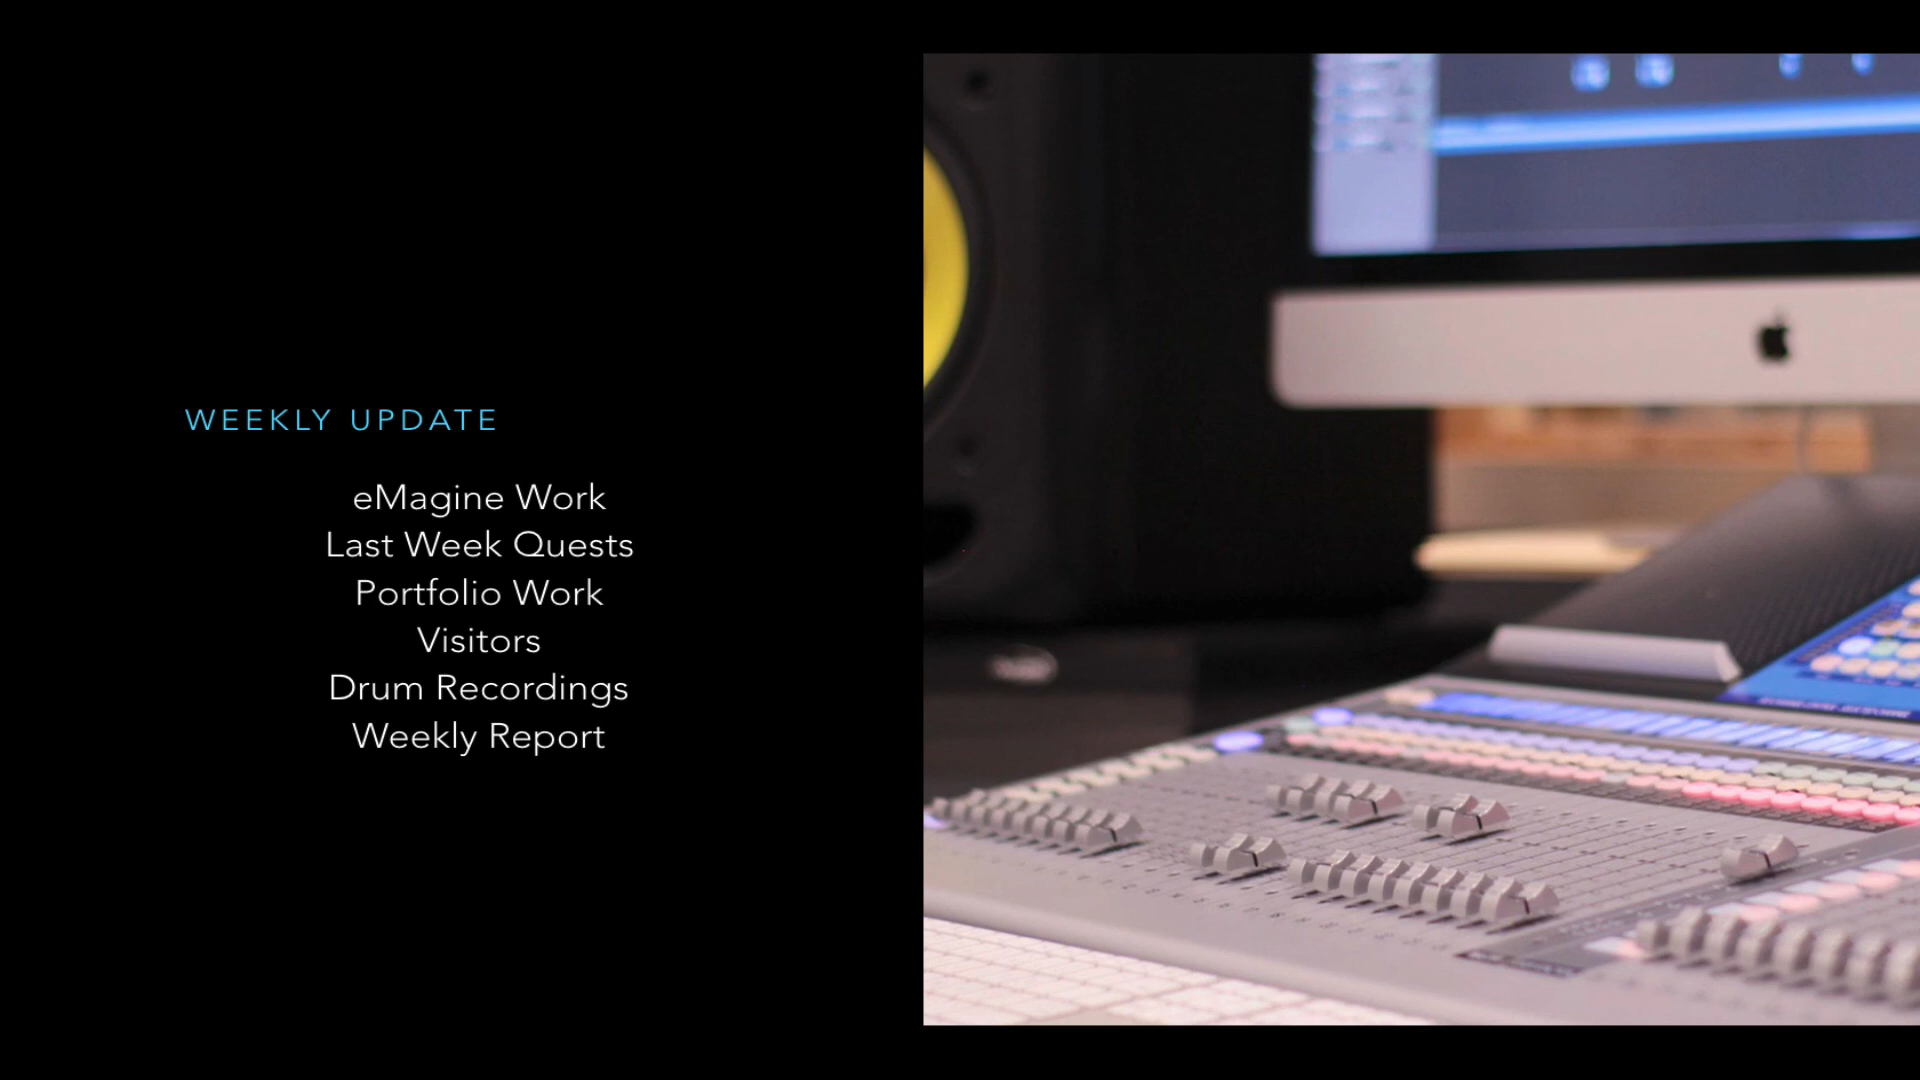 WEEKLY UPDATE
eMagine Work
Last Week Quests
Portfolio Work
Visitors
Drum Recordings
Weekly Report